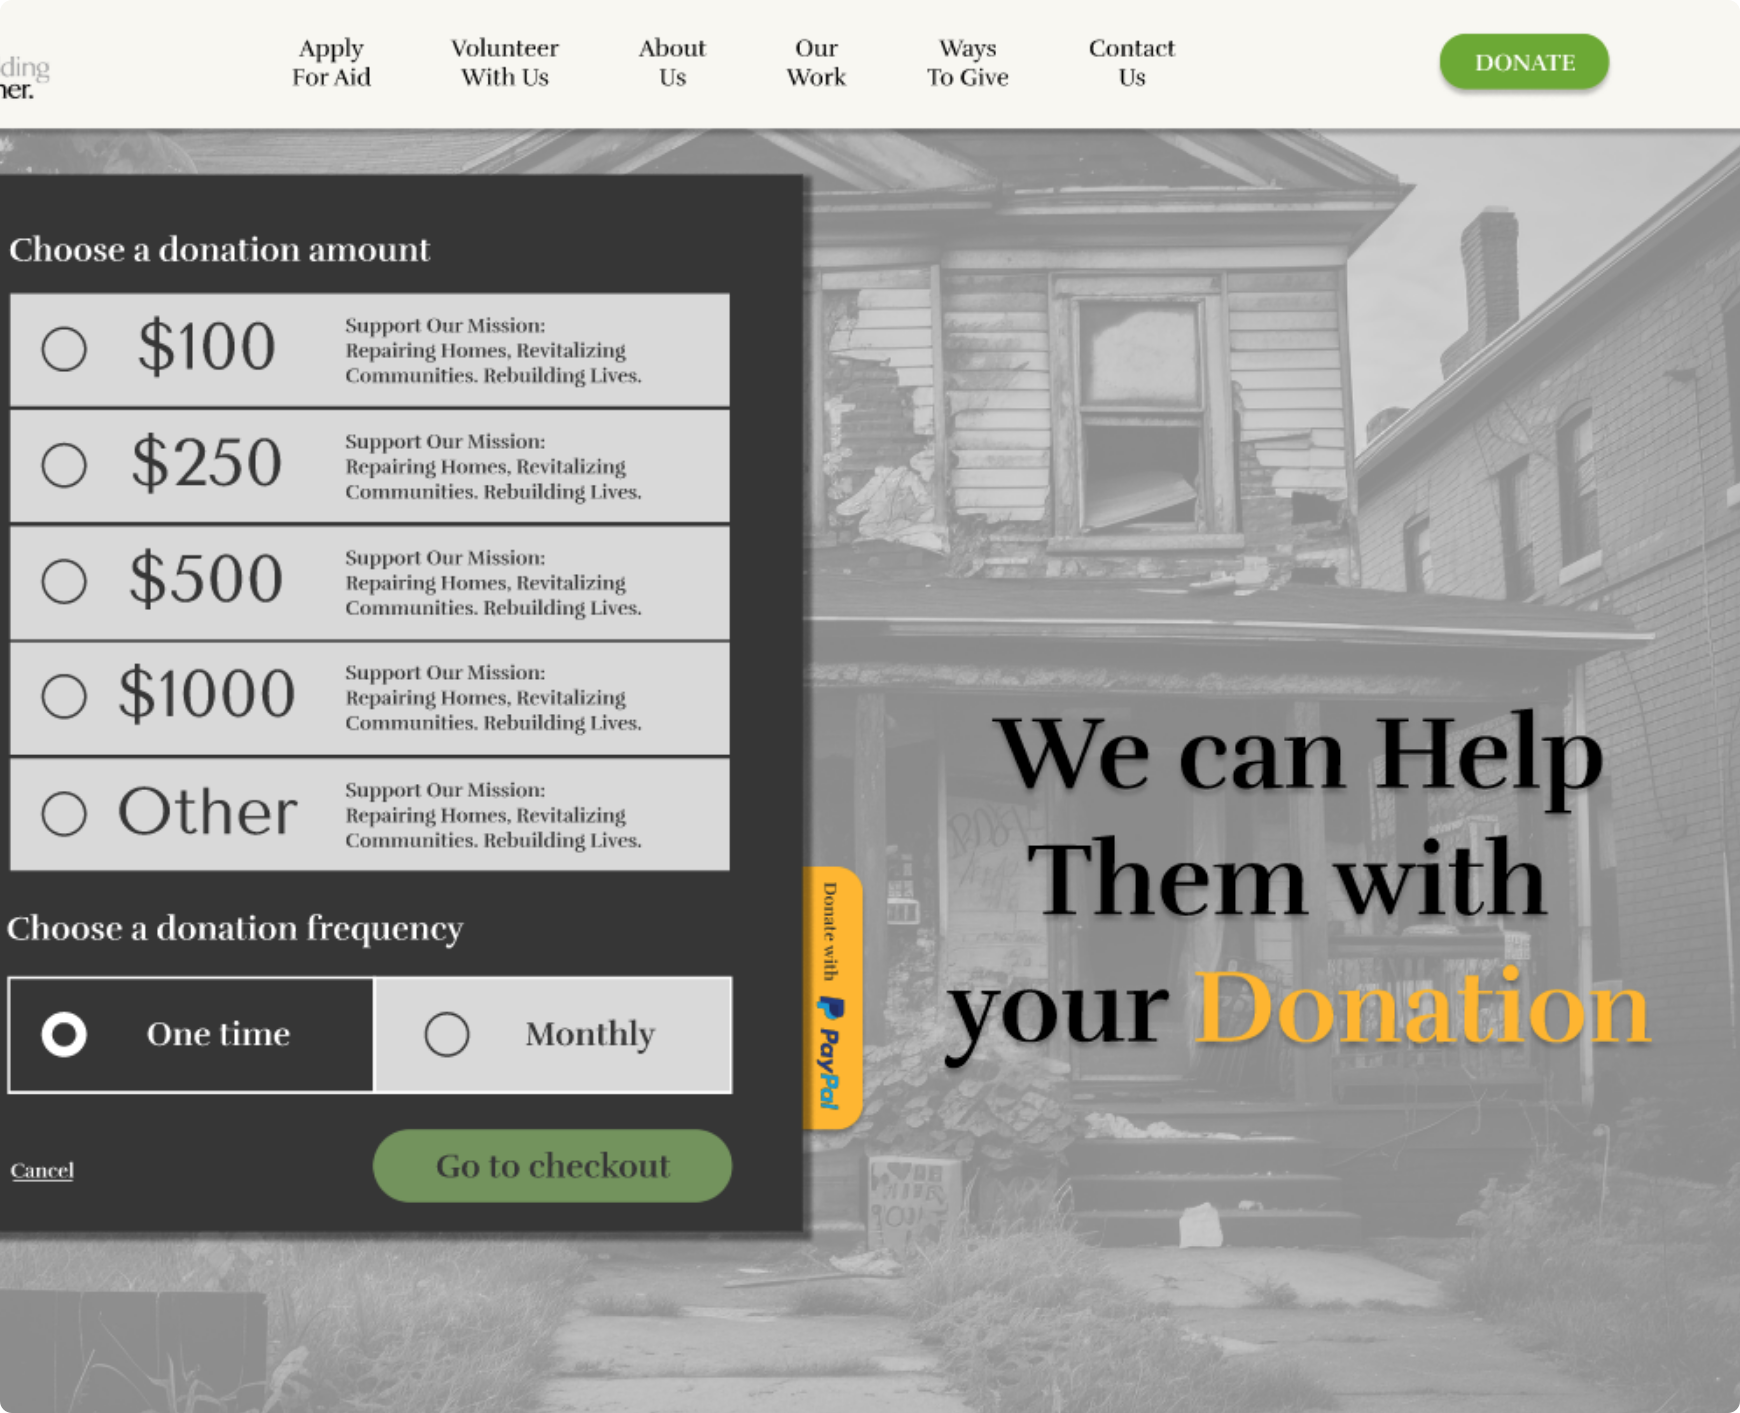 ding
ner.
Apply
For Aid
Volunteer
With Us
About
Us
Our
Work
Ways
To Give
Contact
Us
DONATE
Choose a donation amount
$100
Support Our Mission:
Repairing Homes, Revitalizing
Communities. Rebuilding Lives.
$250
Support Our Mission:
Repairing Homes, Revitalizing
Communities. Rebuilding Lives.
$500
Support Our Mission:
Repairing Homes, Revitalizing
Communities. Rebuilding Lives.
$1000
Support Our Mission:
Repairing Homes, Revitalizing
Communities. Rebuilding Lives.
Other
Support Our Mission:
Repairing Homes, Revitalizing
Communities. Rebuilding Lives.
Choose a donation frequency
One time
Monthly
Cancel
Go to checkout
Donate with PayPal
We can Help
Them with
your Donation